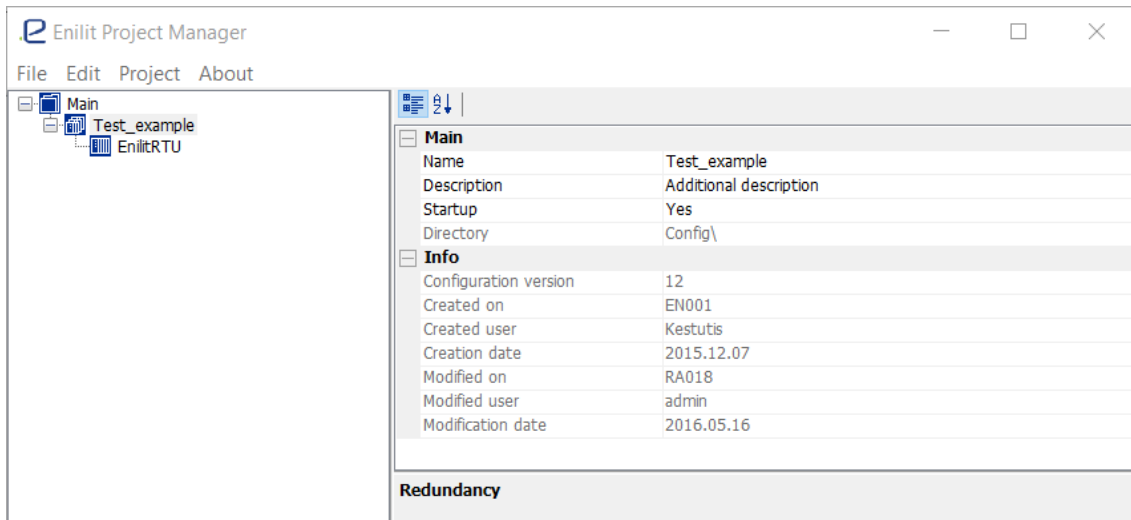 Enilit Project Manager
File Edit Project About
Main
Test_example
EnilitRTU
Main
Name Test_example
Description Additional description
Startup Yes
Directory Config\
Info
Configuration version 12
Created on EN001
Created user Kestutis
Creation date 2015.12.07
Modified on RA018
Modified user admin
Modification date 2016.05.16
Redundancy